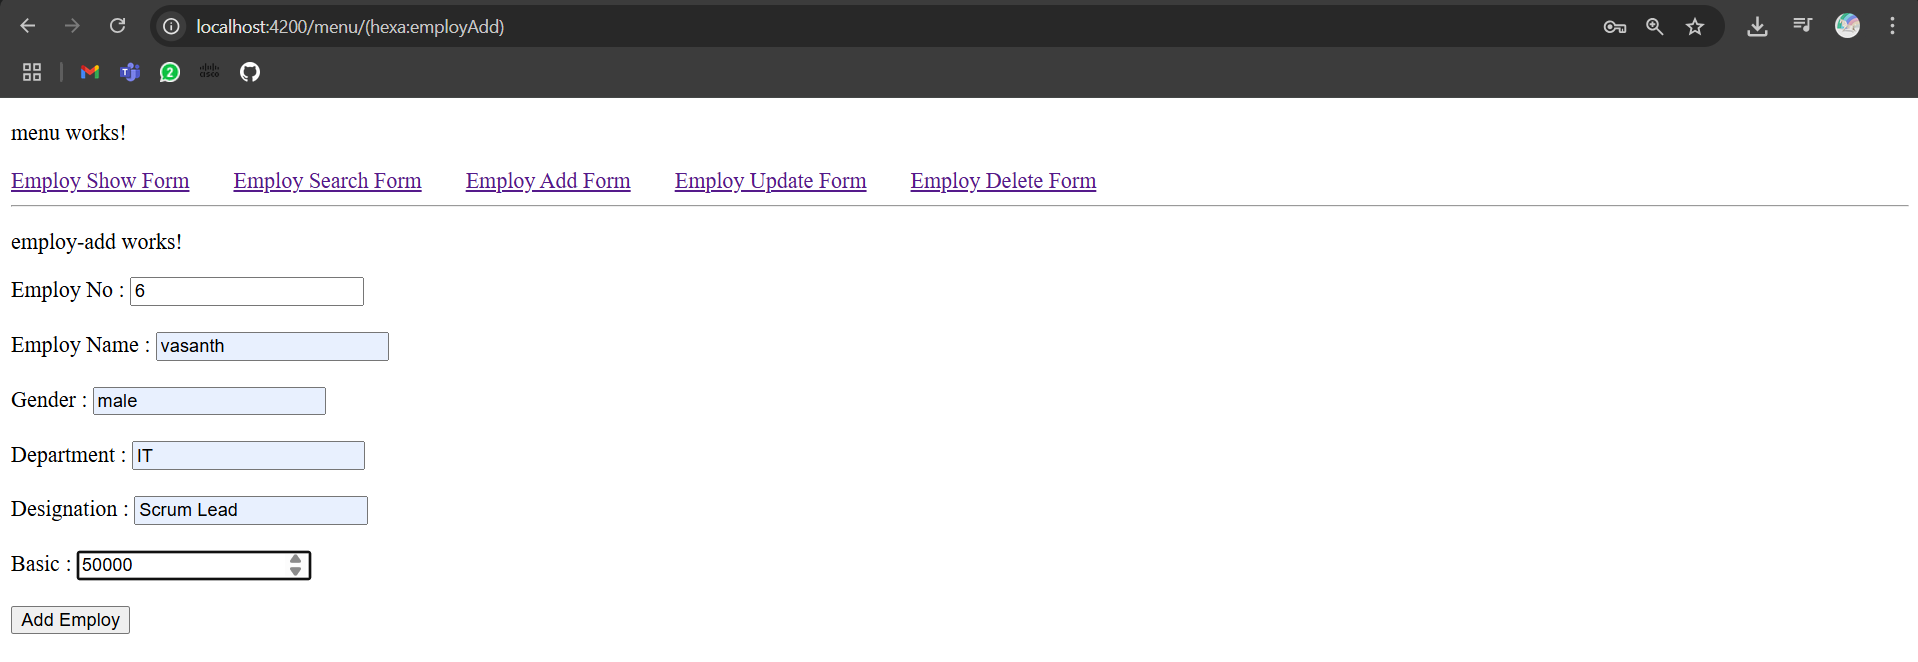 localhost:4200/menu/(hexa:employAdd)
2
menu works!
Employ Show Form Employ Search Form Employ Add Form Employ Update Form Employ Delete Form
employ-add works!
Employ No : 6
Employ Name : vasanth
Gender : male
Department : IT
Designation : Scrum Lead
Basic : 50000
Add Employ